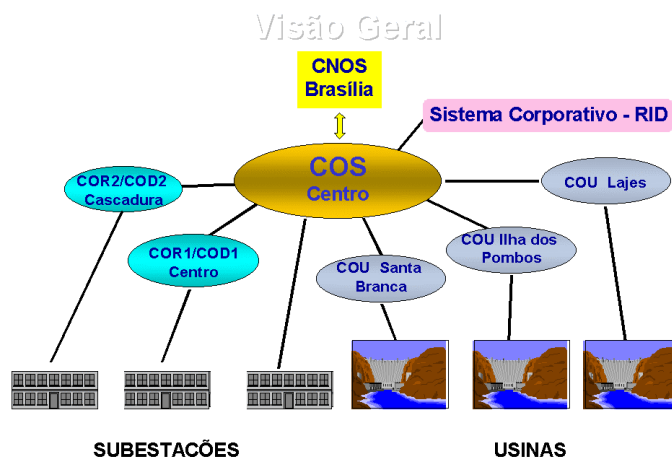 Visão Geral
CNOS
Brasília
Sistema Corporativo - RID
COS
Centro
COR2/COD2
Cascadura
COU Lajes
COR1/COD1
Centro
COU Santa
Branca
COU Ilha dos
Pombos
SUBESTACÕES
USINAS